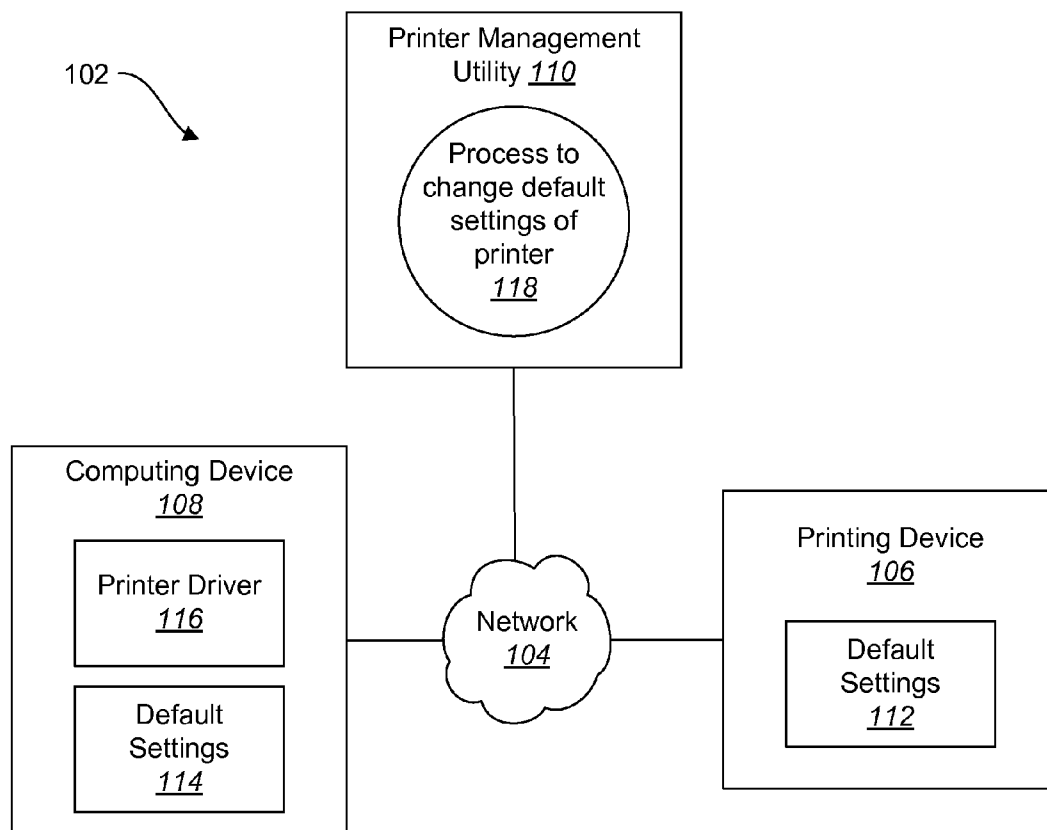 Printer Management
Utility 110
102
Process to
change default
settings of
printer
118
Computing Device
108
Printer Driver
116
Default
Settings
114
Network
104
Printing Device
106
Default
Settings
112